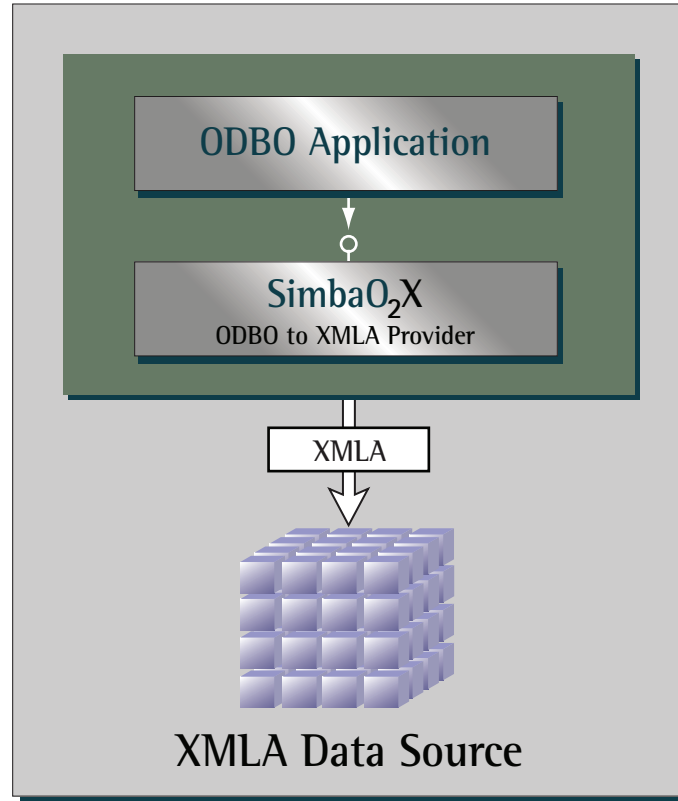 ODBO Application
SimbaO₂X
ODBO to XMLA Provider
XMLA
XMLA Data Source